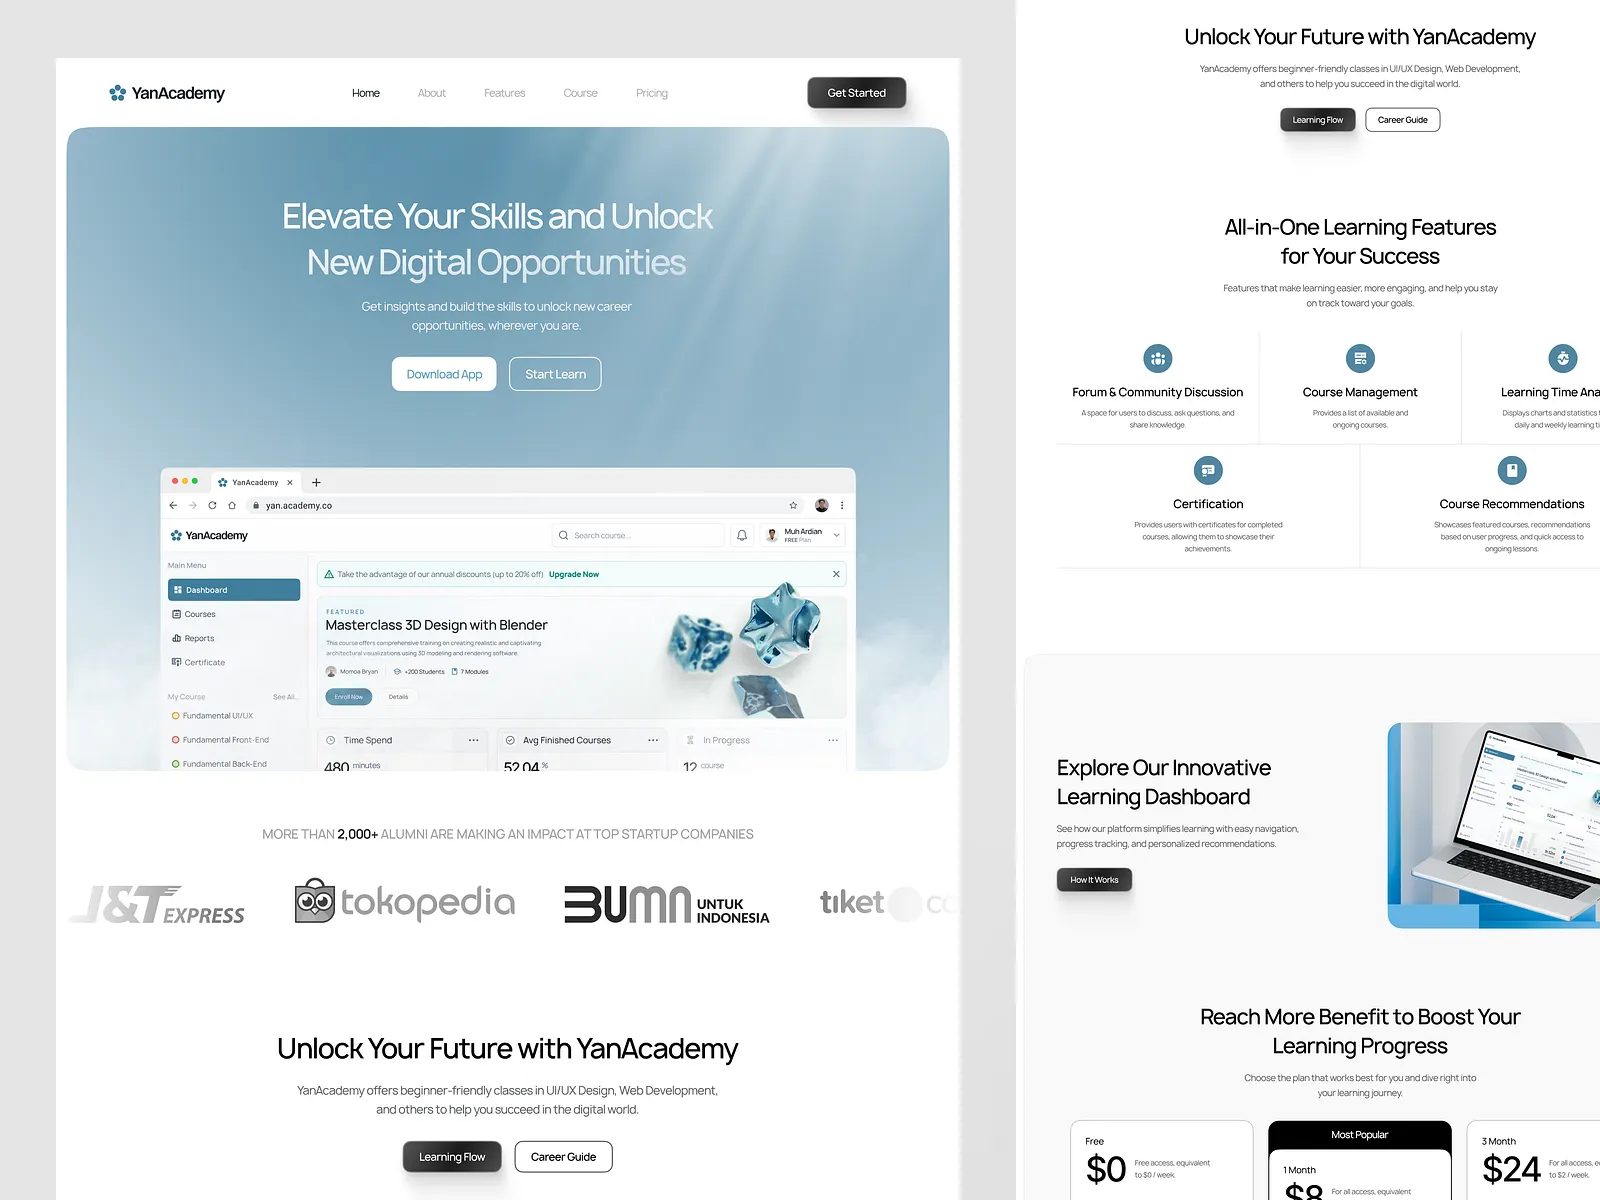 YanAcademy
Home
About
Features
Course
Pricing
Get Started
Elevate Your Skills and Unlock
New Digital Opportunities
Get insights and build the skills to unlock new career
opportunities, wherever you are.
Download App
Start Learn
YanAcademy
yan.academy.co
YanAcademy
Search course...
Muh Ardian
FREE Plan
Main Menu
Dashboard
Courses
Reports
Certificate
My Course
See All...
Fundamental UI/UX
Fundamental Front-End
Fundamental Back-End
Take the advantage of our annual discounts (up to 20% off) Upgrade Now
FEATURED
Masterclass 3D Design with Blender
This course offers comprehensive training on creating realistic and captivating
architectural visualizations using 3D modeling and rendering software.
Momoa Bryan
+200 Students
7 Modules
Enroll Now
Details
Time Spend
480 minutes
Avg Finished Courses
52.04 %
In Progress
12 course
MORE THAN 2,000+ ALUMNI ARE MAKING AN IMPACT AT TOP STARTUP COMPANIES
J&T EXPRESS
tokopedia
BUMN UNTUK
INDONESIA
tiket co
Unlock Your Future with YanAcademy
YanAcademy offers beginner-friendly classes in UI/UX Design, Web Development,
and others to help you succeed in the digital world.
Learning Flow
Career Guide
Unlock Your Future with YanAcademy
YanAcademy offers beginner-friendly classes in UI/UX Design, Web Development,
and others to help you succeed in the digital world.
Learning Flow
Career Guide
All-in-One Learning Features
for Your Success
Features that make learning easier, more engaging, and help you stay
on track toward your goals.
Forum & Community Discussion
A space for users to discuss, ask questions, and
share knowledge.
Course Management
Provides a list of available and
ongoing courses.
Learning Time Ana
Displays charts and statistics
daily and weekly learning ti
Certification
Provides users with certificates for completed
courses, allowing them to showcase their
achievements.
Course Recommendations
Showcases featured courses, recommendations
based on user progress, and quick access to
ongoing lessons.
Explore Our Innovative
Learning Dashboard
See how our platform simplifies learning with easy navigation,
progress tracking, and personalized recommendations.
How It Works
Masterclass 3D Design with Blender
Reach More Benefit to Boost Your
Learning Progress
Choose the plan that works best for you and dive right into
your learning journey.
Free
$0
Free access, equivalent
to $0 / week.
Most Popular
1 Month
$8
For all access, equivalent
3 Month
$24
For all access, e
to $2 / week.